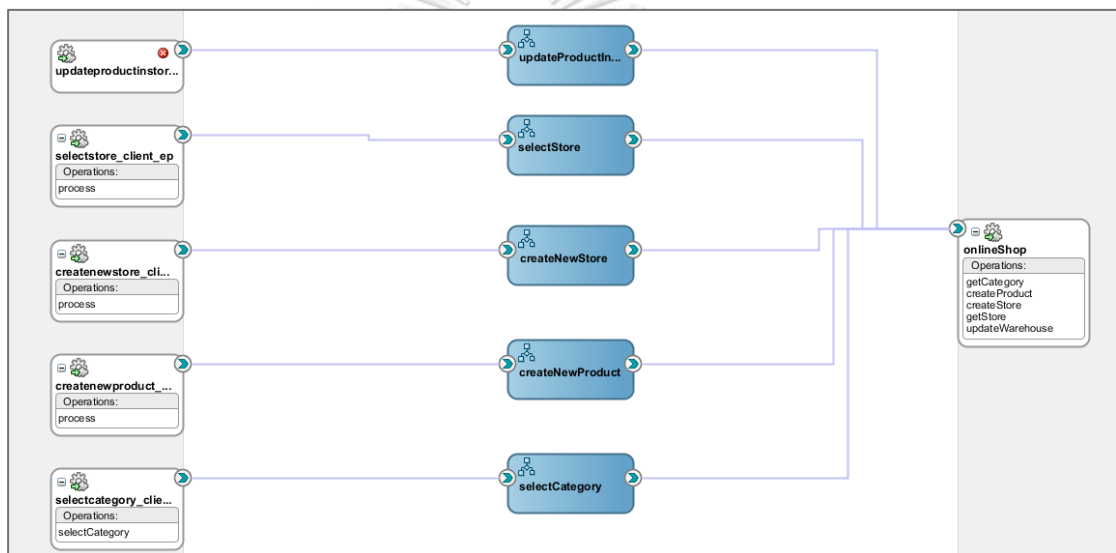 updateproductinstor...
selectstore_client_ep
Operations:
process
createnewstore_cli...
Operations:
process
createnewproduct_...
Operations:
process
selectcategory_clie...
Operations:
selectCategory
updateProductIn...
selectStore
createNewStore
createNewProduct
selectCategory
onlineShop
Operations:
getCategory
createProduct
createStore
getStore
updateWarehouse